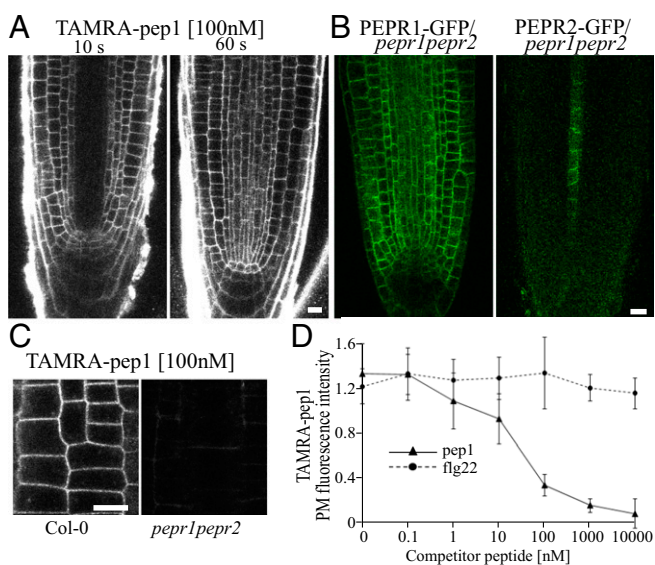 A
TAMRA-pep1 [100nM]
10 s
60 s
B
PEPR1-GFP/
pepr1pepr2
PEPR2-GFP/
pepr1pepr2
C
TAMRA-pep1 [100nM]
Col-0
pepr1pepr2
D
TAMRA-pep1
PM fluorescence intensity
1.6
1.2
0.8
0.4
0
pep1
flg22
0 0.1 1 10 100 1000 10000
Competitor peptide [nM]